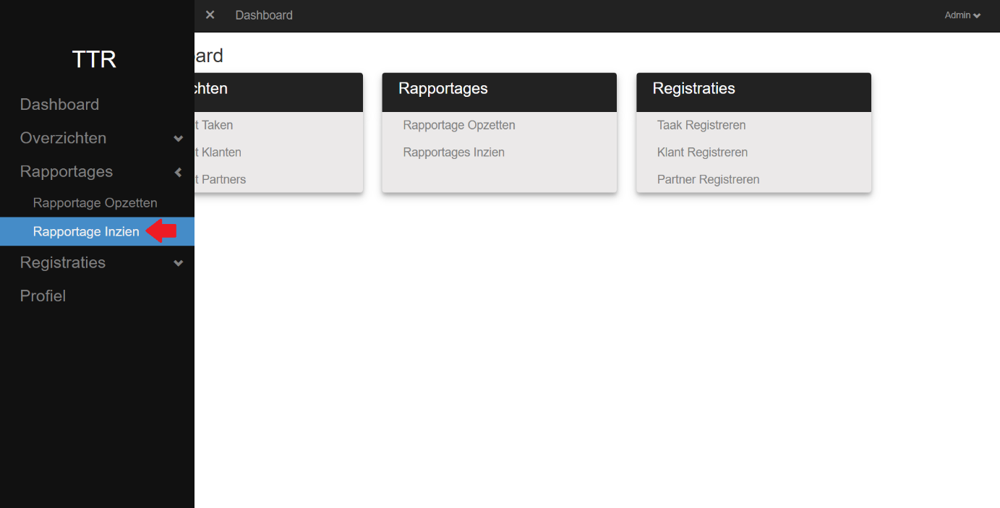 ✕ Dashboard Admin
TTR
Dashboard
Overzichten
Rapportages
Rapportage Opzetten
Rapportage Inzien
Registraties
Profiel
ard
chten
t Taken
t Klanten
t Partners
Rapportages
Rapportage Opzetten
Rapportages Inzien
Registraties
Taak Registreren
Klant Registreren
Partner Registreren